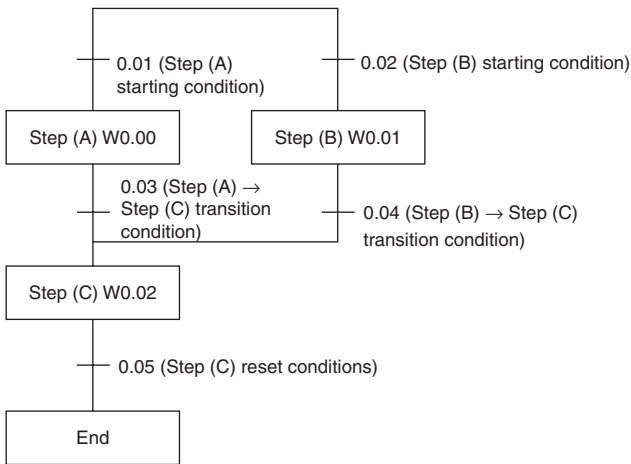 0.01 (Step (A)
starting condition)
0.02 (Step (B) starting condition)
Step (A) W0.00
Step (B) W0.01
0.03 (Step (A) →
Step (C) transition
condition)
0.04 (Step (B) → Step (C)
transition condition)
Step (C) W0.02
0.05 (Step (C) reset conditions)
End